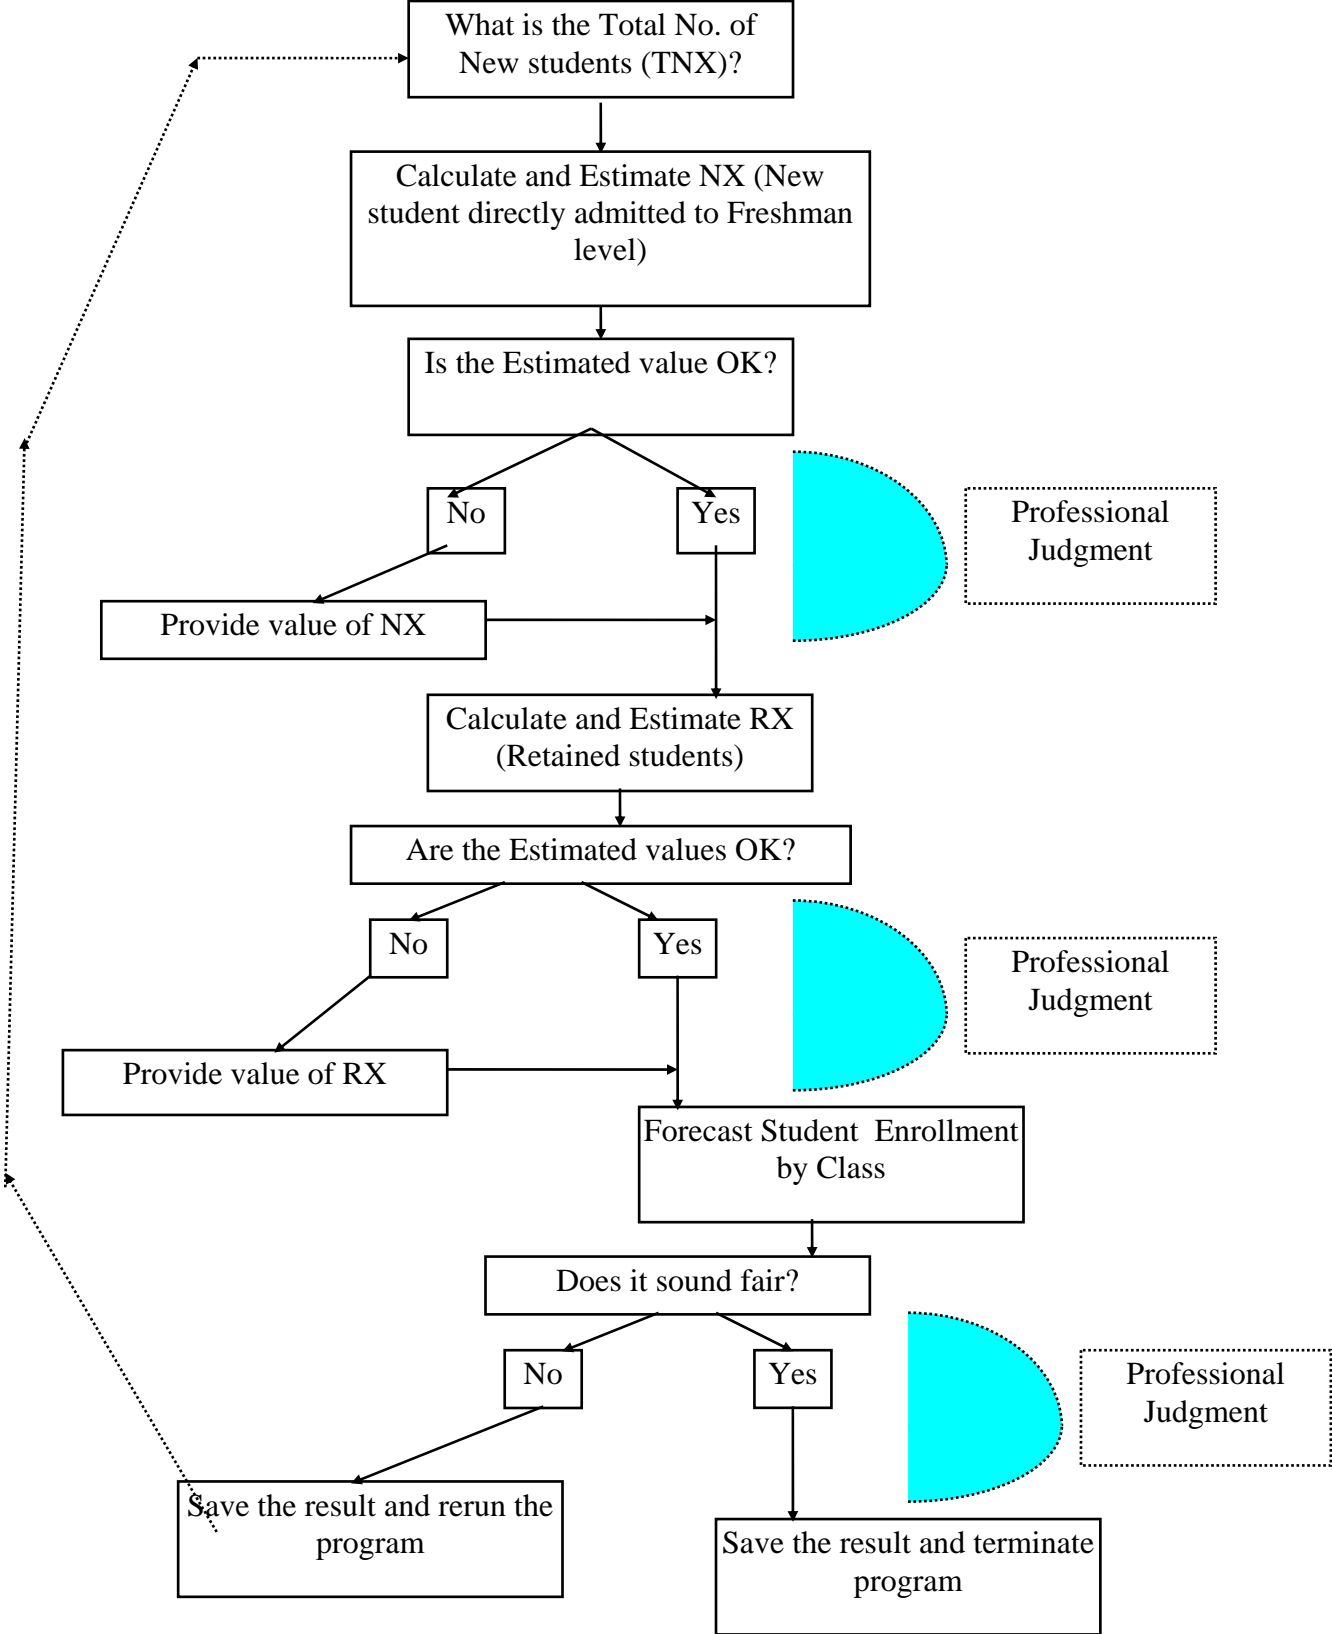 What is the Total No. of
New students (TNX)?
Calculate and Estimate NX (New
student directly admitted to Freshman
level)
Is the Estimated value OK?
No
Yes
Professional
Judgment
Provide value of NX
Calculate and Estimate RX
(Retained students)
Are the Estimated values OK?
No
Yes
Professional
Judgment
Provide value of RX
Forecast Student Enrollment
by Class
Does it sound fair?
No
Yes
Professional
Judgment
Save the result and rerun the
program
Save the result and terminate
program